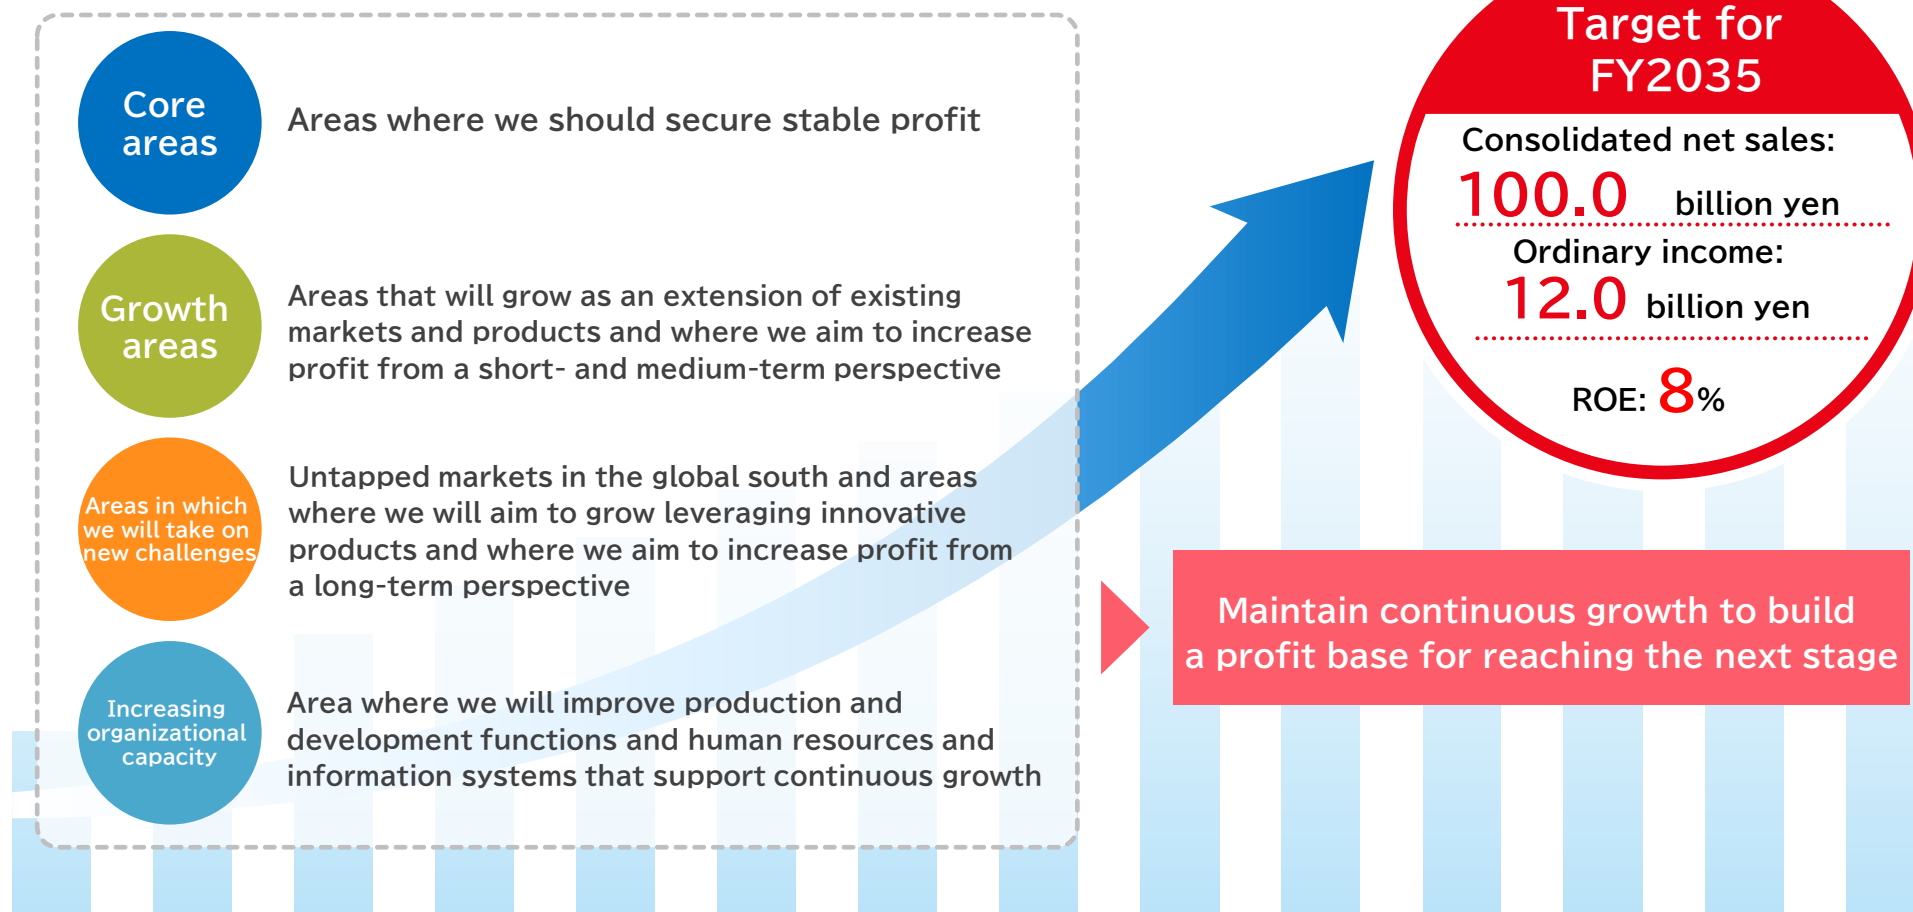 Core
areas
Areas where we should secure stable profit
Growth
areas
Areas that will grow as an extension of existing
markets and products and where we aim to increase
profit from a short- and medium-term perspective
Areas in which
we will take on
new challenges
Untapped markets in the global south and areas
where we will aim to grow leveraging innovative
products and where we aim to increase profit from
a long-term perspective
Increasing
organizational
capacity
Area where we will improve production and
development functions and human resources and
information systems that support continuous growth
Target for
FY2035
Consolidated net sales:
100.0 billion yen
Ordinary income:
12.0 billion yen
ROE: 8%
Maintain continuous growth to build
a profit base for reaching the next stage